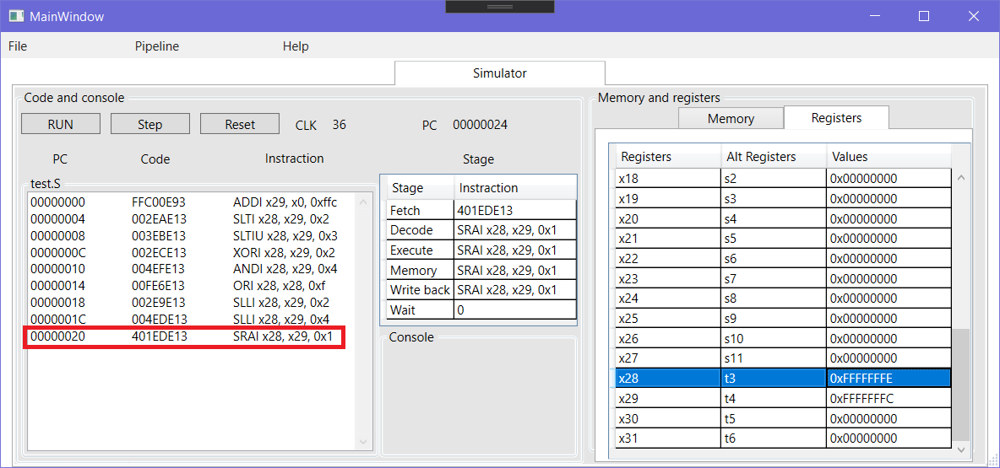 MainWindow
File Pipeline Help
Simulator
Code and console
RUN Step Reset CLK 36 PC 00000024
PC Code Instraction Stage
test.S
00000000 FFC00E93 ADDI x29, x0, 0xffc
00000004 002EAE13 SLTI x28, x29, 0x2
00000008 003EBE13 SLTIU x28, x29, 0x3
0000000C 002ECE13 XORI x28, x29, 0x2
00000010 004EFE13 ANDI x28, x29, 0x4
00000014 00FE6E13 ORI x28, x28, 0xf
00000018 002E9E13 SLLI x28, x29, 0x2
0000001C 004EDE13 SLLI x28, x29, 0x4
00000020 401EDE13 SRAI x28, x29, 0x1
Stage Instraction
Fetch 401EDE13
Decode SRAI x28, x29, 0x1
Execute SRAI x28, x29, 0x1
Memory SRAI x28, x29, 0x1
Write back SRAI x28, x29, 0x1
Wait 0
Console
Memory and registers
Memory Registers
Registers Alt Registers Values
x18 s2 0x00000000
x19 s3 0x00000000
x20 s4 0x00000000
x21 s5 0x00000000
x22 s6 0x00000000
x23 s7 0x00000000
x24 s8 0x00000000
x25 s9 0x00000000
x26 s10 0x00000000
x27 s11 0x00000000
x28 t3 0xFFFFFFFE
x29 t4 0xFFFFFFFC
x30 t5 0x00000000
x31 t6 0x00000000